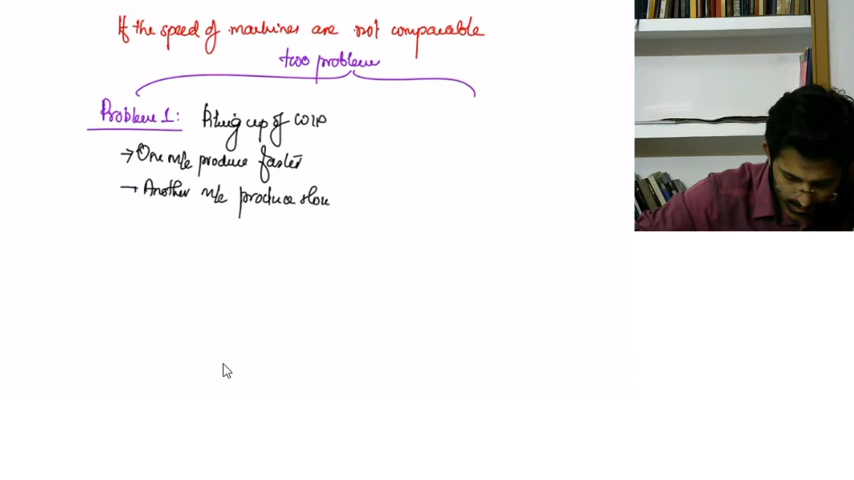 If the speed of machines are not comparable
two problem
Problem 1: Piling up of WIP
→ One m/c produce faster
→ Another m/c produce slow